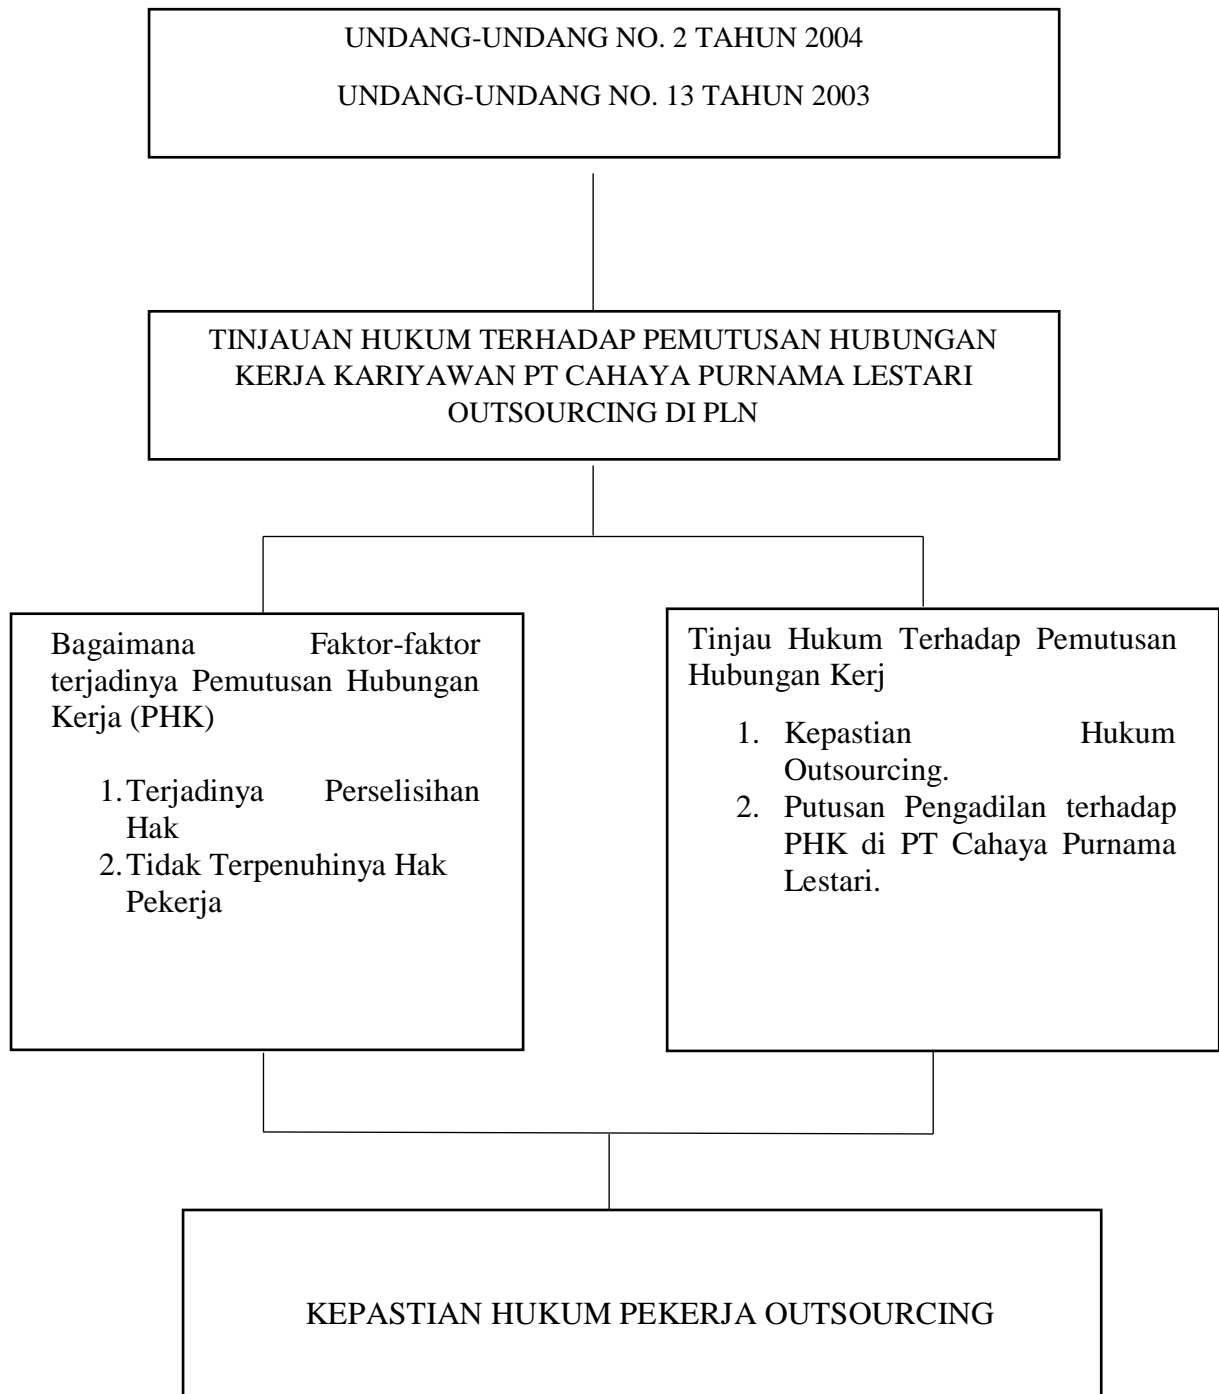 UNDANG-UNDANG NO. 2 TAHUN 2004
UNDANG-UNDANG NO. 13 TAHUN 2003
TINJAUAN HUKUM TERHADAP PEMUTUSAN HUBUNGAN
KERJA KARIYAWAN PT CAHAYA PURNAMA LESTARI
OUTSOURCING DI PLN
Bagaimana Faktor-faktor
terjadinya Pemutusan Hubungan
Kerja (PHK)
1. Terjadinya Perselisihan
Hak
2. Tidak Terpenuhinya Hak
Pekerja
Tinjau Hukum Terhadap Pemutusan
Hubungan Kerj
1. Kepastian Hukum
Outsourcing.
2. Putusan Pengadilan terhadap
PHK di PT Cahaya Purnama
Lestari.
KEPASTIAN HUKUM PEKERJA OUTSOURCING